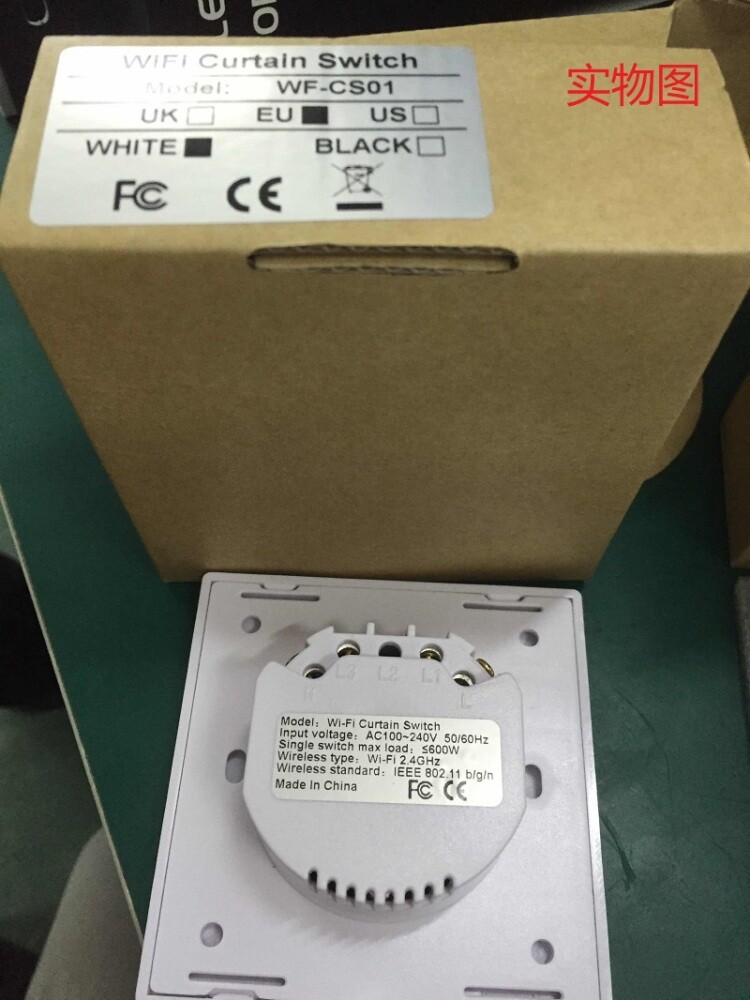 WiFi Curtain Switch
Model: WF-CS01
UK EU US
WHITE BLACK
FC CE
实物图
L3 L2 L1
N L
Model: Wi-Fi Curtain Switch
Input voltage: AC100~240V 50/60Hz
Single switch max load: ≤600W
Wireless type: Wi-Fi 2.4GHz
Wireless standard: IEEE 802.11 b/g/n
Made In China FC CE